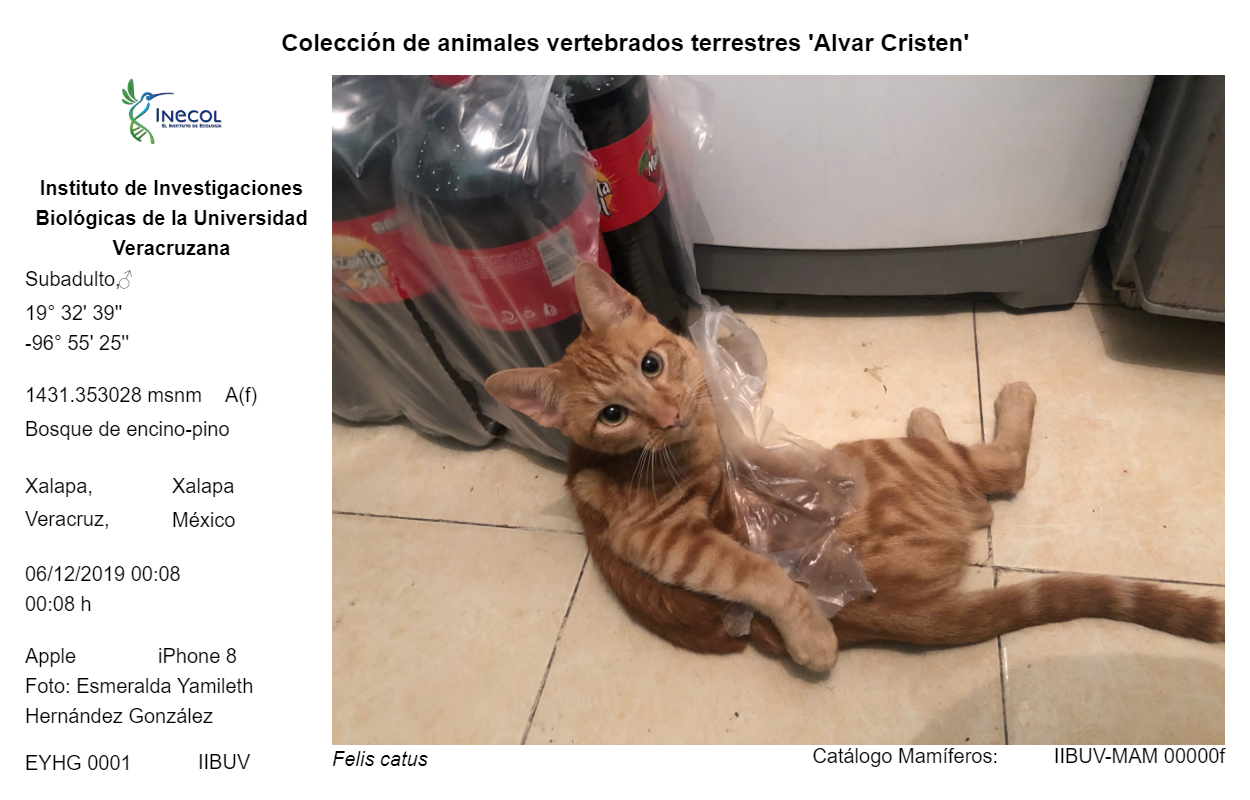 Colección de animales vertebrados terrestres 'Alvar Cristen'
INECOL
EL INSTITUTO DE ECOLOGÍA
Instituto de Investigaciones
Biológicas de la Universidad
Veracruzana
Subadulto,♂
19° 32' 39''
-96° 55' 25''
1431.353028 msnm A(f)
Bosque de encino-pino
Xalapa, Xalapa
Veracruz, México
06/12/2019 00:08
00:08 h
Apple iPhone 8
Foto: Esmeralda Yamileth
Hernández González
EYHG 0001 IIBUV
Manzanita
Sol
Felis catus
Catálogo Mamíferos: IIBUV-MAM 00000f